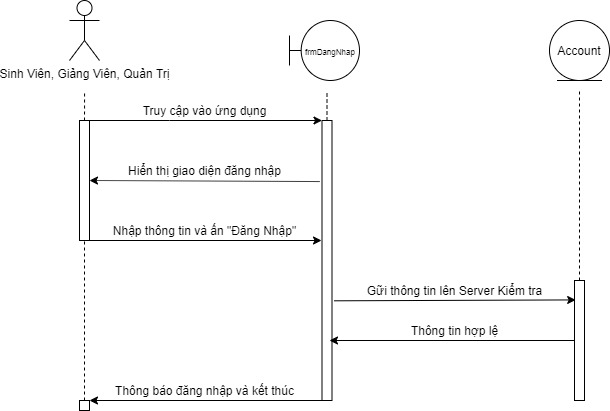 frmDangNhap
Account
Sinh Viên, Giảng Viên, Quản Trị
Truy cập vào ứng dụng
Hiển thị giao diện đăng nhập
Nhập thông tin và ấn "Đăng Nhập"
Gữi thông tin lên Server Kiểm tra
Thông tin hợp lệ
Thông báo đăng nhập và kết thúc